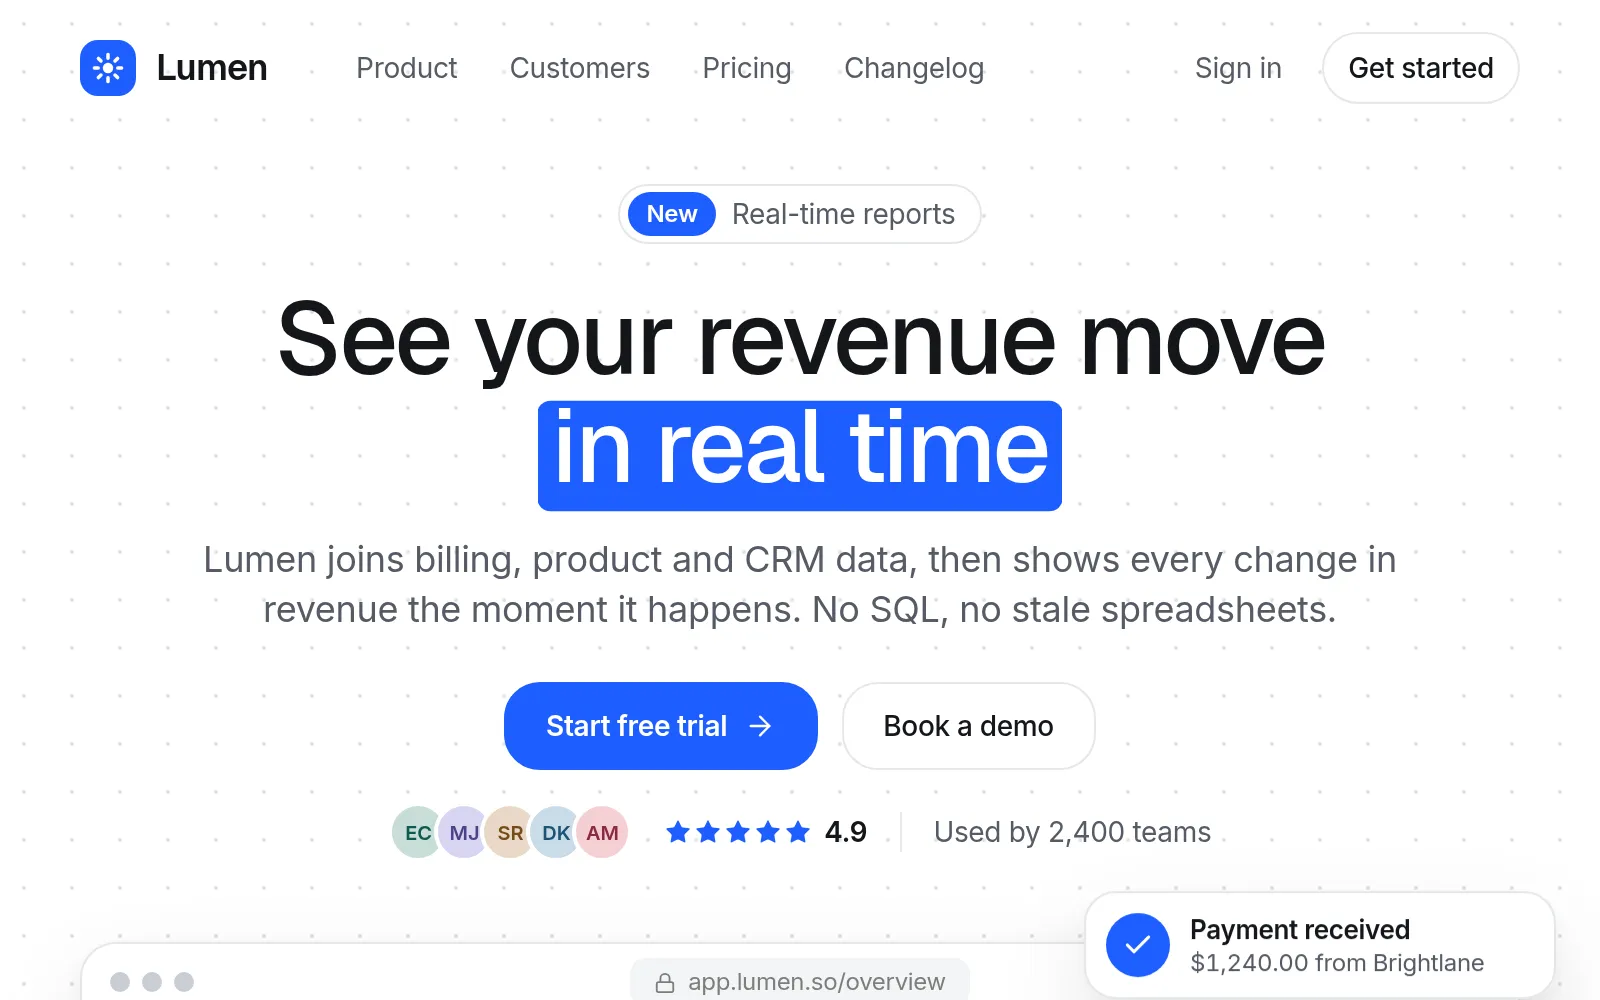 Lumen
Product
Customers
Pricing
Changelog
Sign in
Get started
New
Real-time reports
See your revenue move
in real time
Lumen joins billing, product and CRM data, then shows every change in
revenue the moment it happens. No SQL, no stale spreadsheets.
Start free trial
Book a demo
EC
MJ
SR
DK
AM
4.9
Used by 2,400 teams
Payment received
$1,240.00 from Brightlane
app.lumen.so/overview